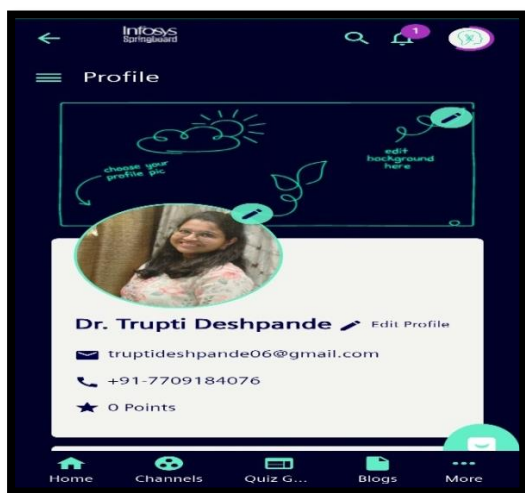 Infosys
Springboard
1
Profile
choose your
profile pic
edit
background
here
Dr. Trupti Deshpande Edit Profile
truptideshpande06@gmail.com
+91-7709184076
0 Points
Home Channels Quiz G... Blogs More